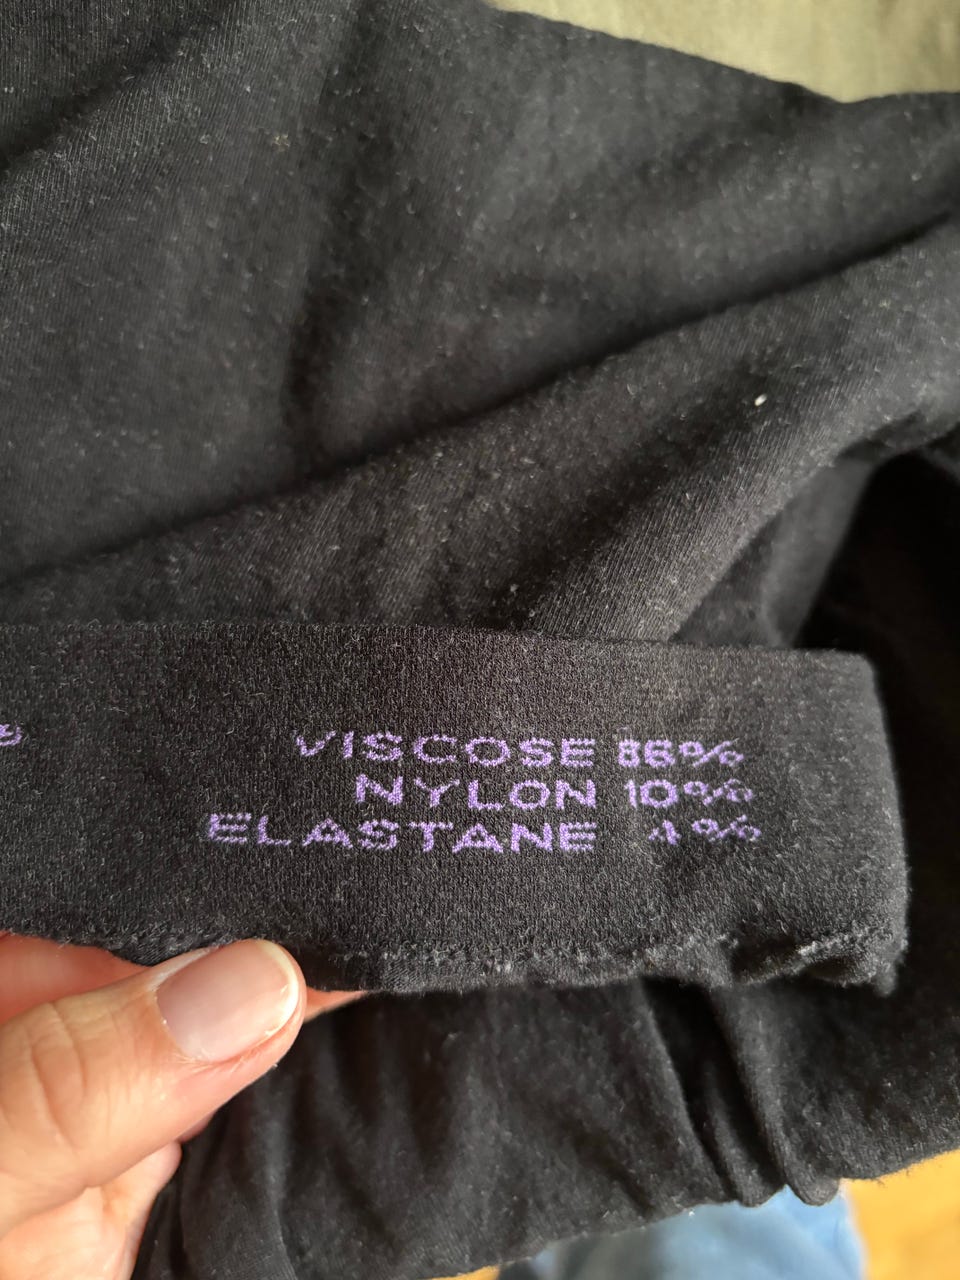 VISCOSE 86%
NYLON 10%
ELASTANE 4%